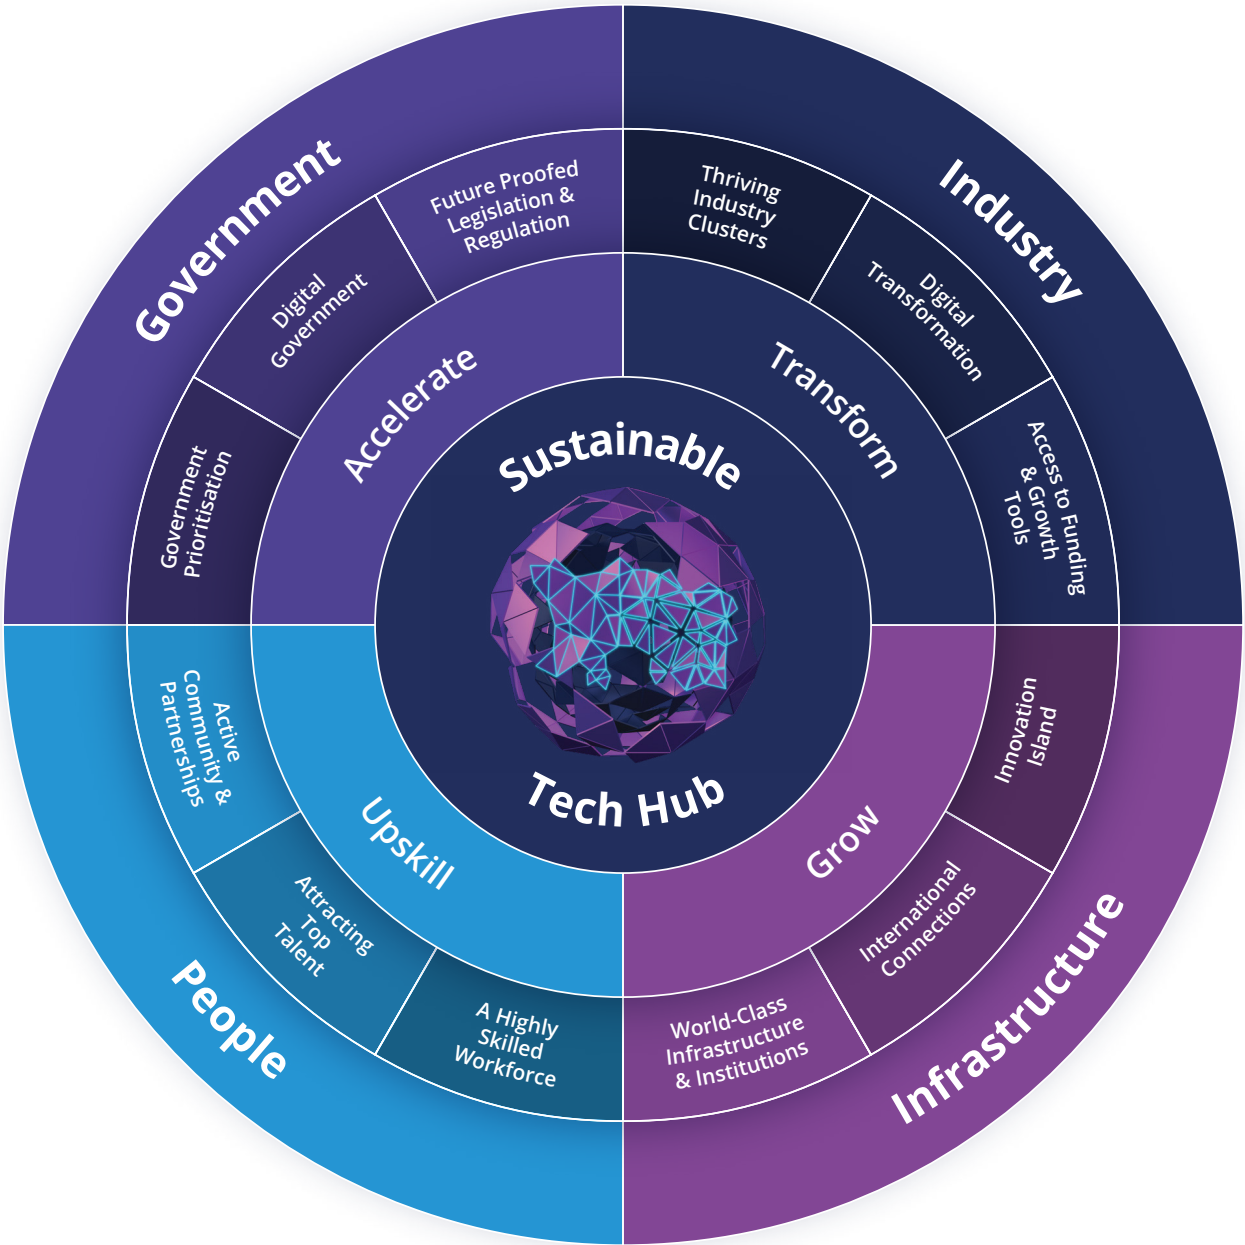 Government
Industry
Future Proofed
Legislation &
Regulation
Thriving
Industry
Clusters
Digital
Government
Digital
Transformation
Government
Prioritisation
Access to Funding
& Growth
Tools
Accelerate
Transform
Sustainable
Tech Hub
Upskill
Grow
Active
Community &
Partnerships
Innovation
Island
Attracting
Top
Talent
International
Connections
A Highly
Skilled
Workforce
World-Class
Infrastructure
& Institutions
People
Infrastructure